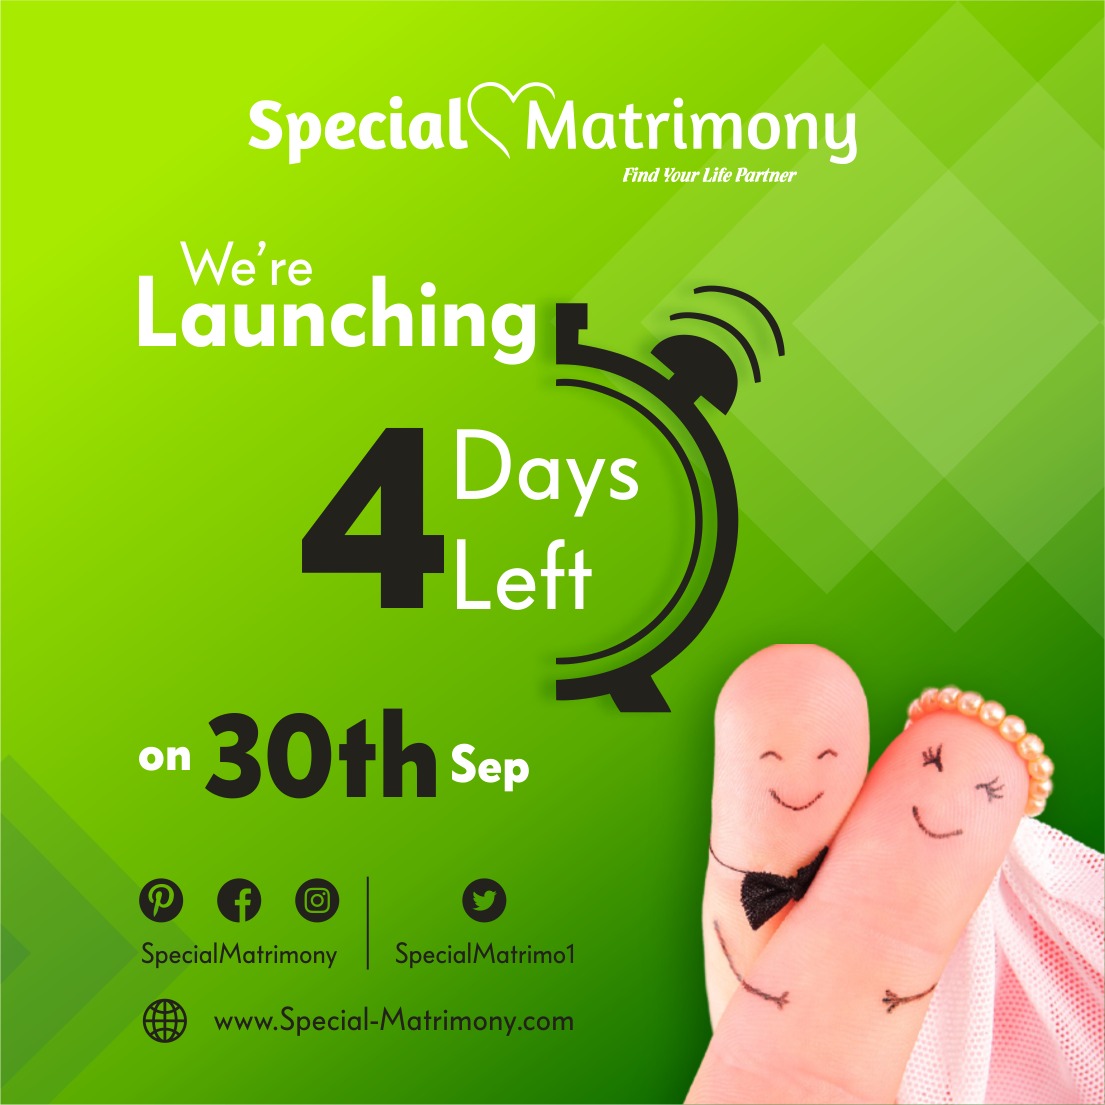 Special Matrimony
Find Your Life Partner
We're
Launching
4 Days
Left
on 30th Sep
SpecialMatrimony
SpecialMatrimo1
www.Special-Matrimony.com